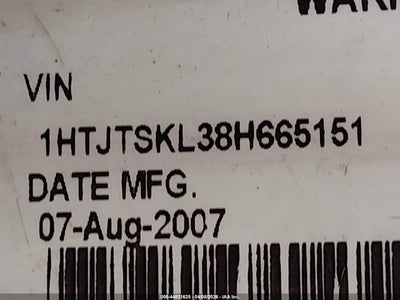 VIN
1HTJTSKL38H665151
DATE MFG.
07-Aug-2007